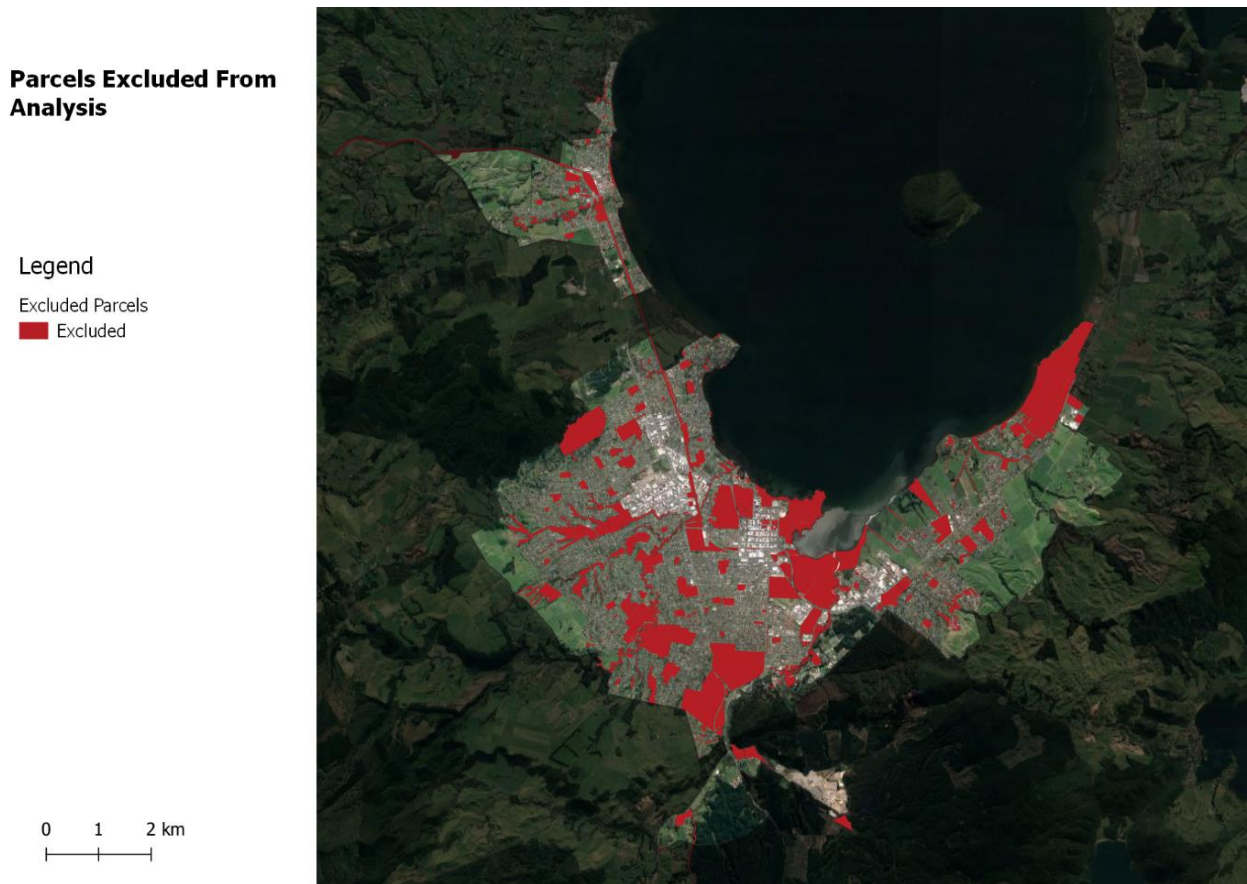 Parcels Excluded From
Analysis
Legend
Excluded Parcels
Excluded
0 1 2 km